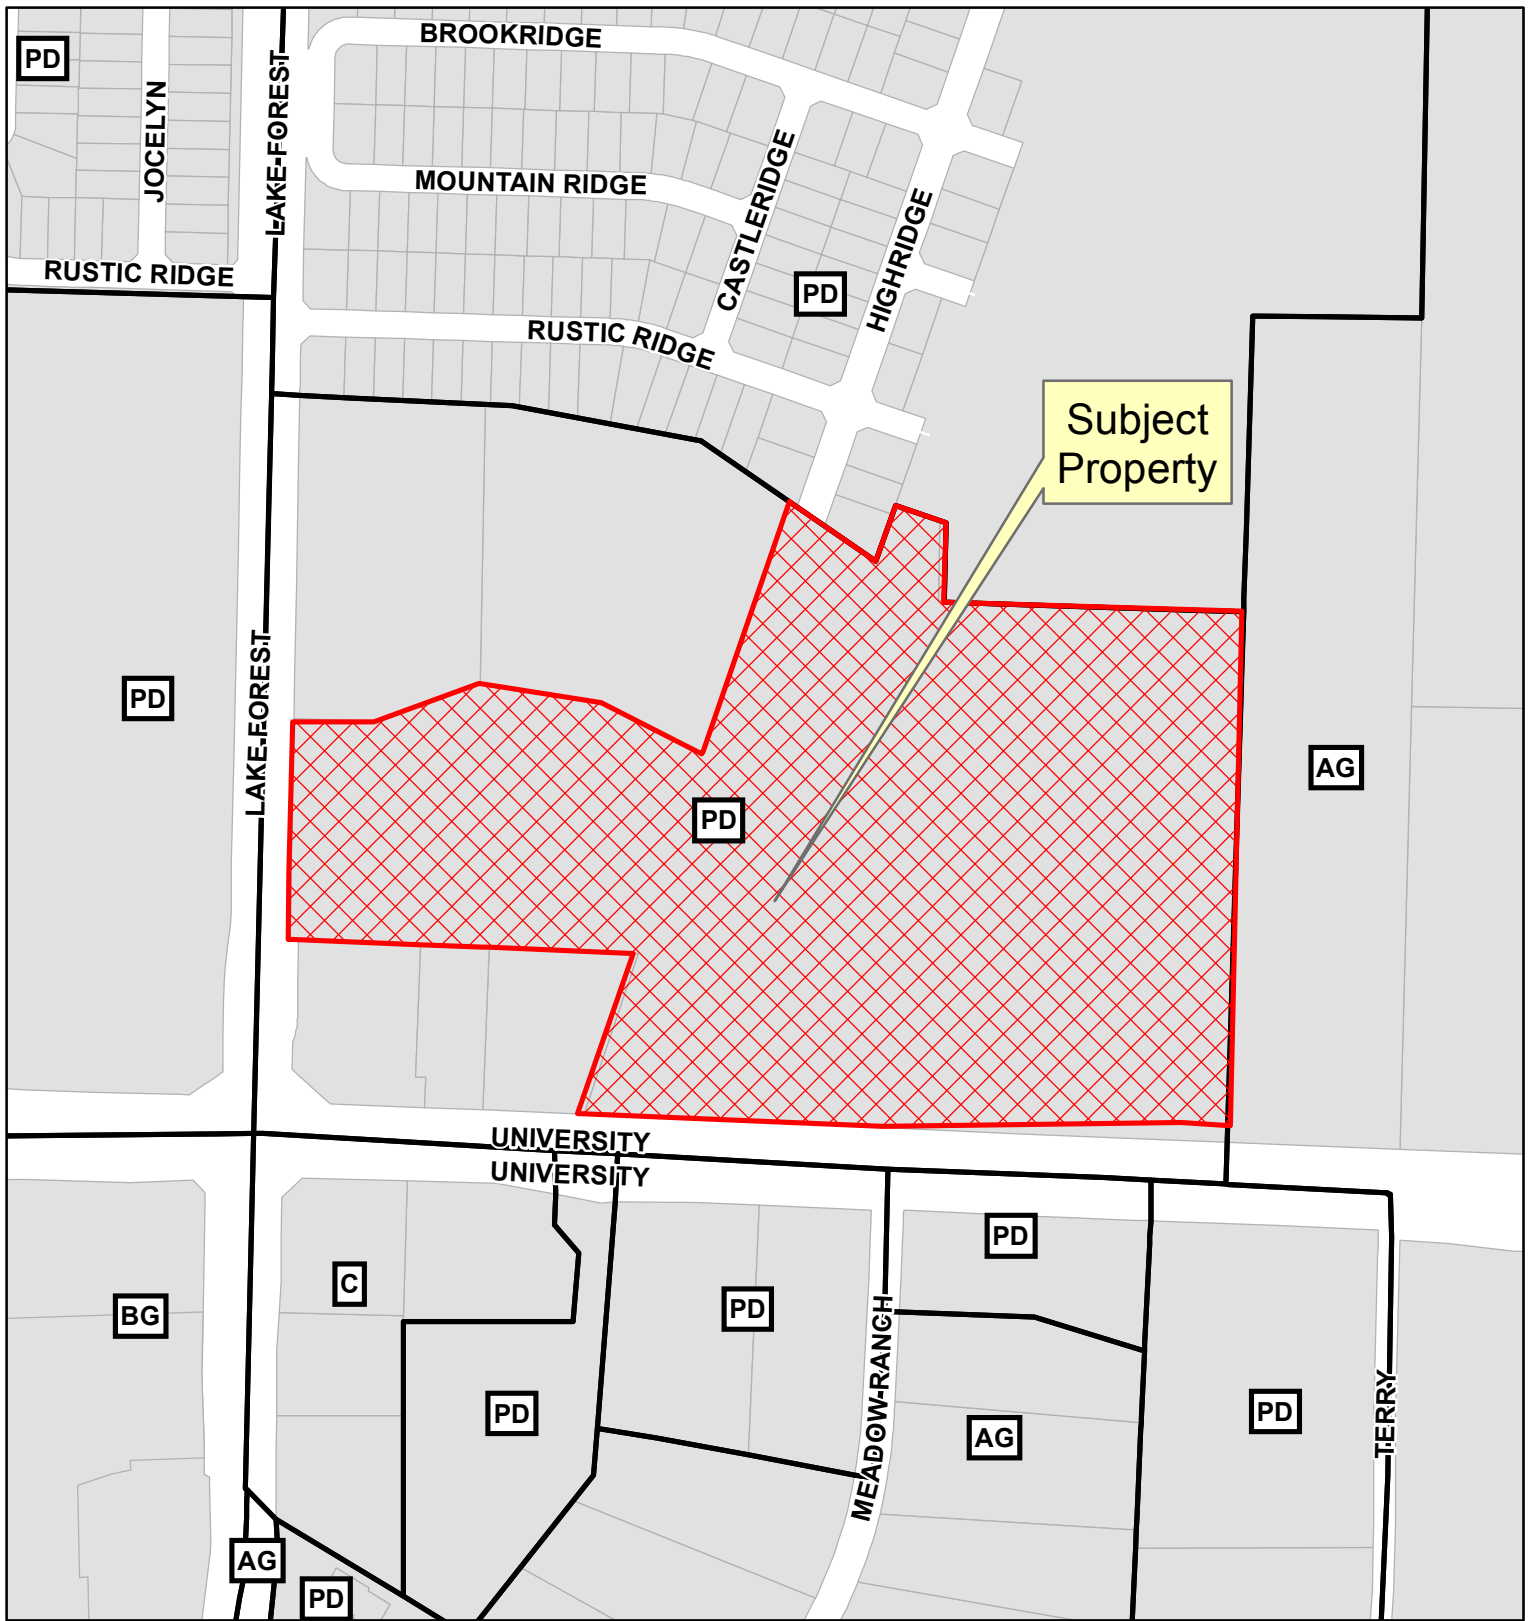 BROOKRIDGE
PD
JOCELYN
LAKE FOREST
MOUNTAIN RIDGE
CASTLERIDGE
HIGHRIDGE
RUSTIC RIDGE
PD
RUSTIC RIDGE
Subject
Property
PD
LAKE FOREST
AG
PD
UNIVERSITY
UNIVERSITY
PD
C
BG
PD
MEADOW RANCH
PD
AG
PD
TERRY
AG
PD